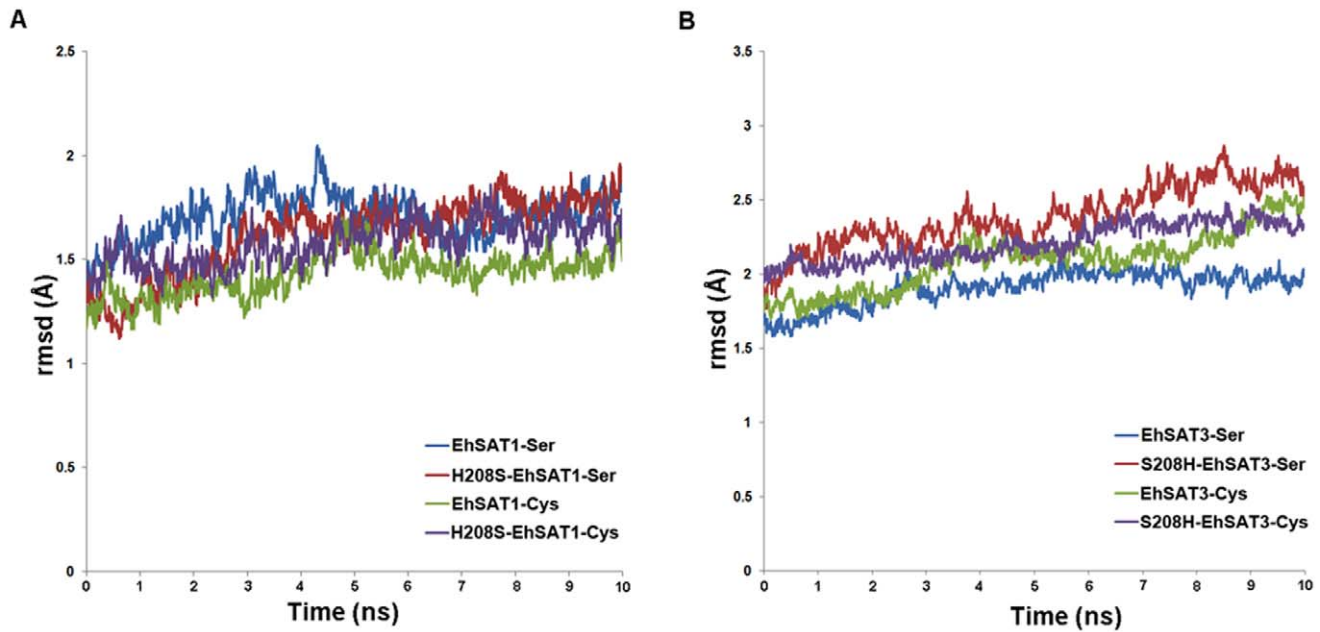 A
2.5
2
1.5
1
0.5
0
rmsd (Å)
0 1 2 3 4 5 6 7 8 9 10
Time (ns)
EhSAT1-Ser
H208S-EhSAT1-Ser
EhSAT1-Cys
H208S-EhSAT1-Cys
B
3.5
3
2.5
2
1.5
1
0.5
0
rmsd (Å)
0 1 2 3 4 5 6 7 8 9 10
Time (ns)
EhSAT3-Ser
S208H-EhSAT3-Ser
EhSAT3-Cys
S208H-EhSAT3-Cys